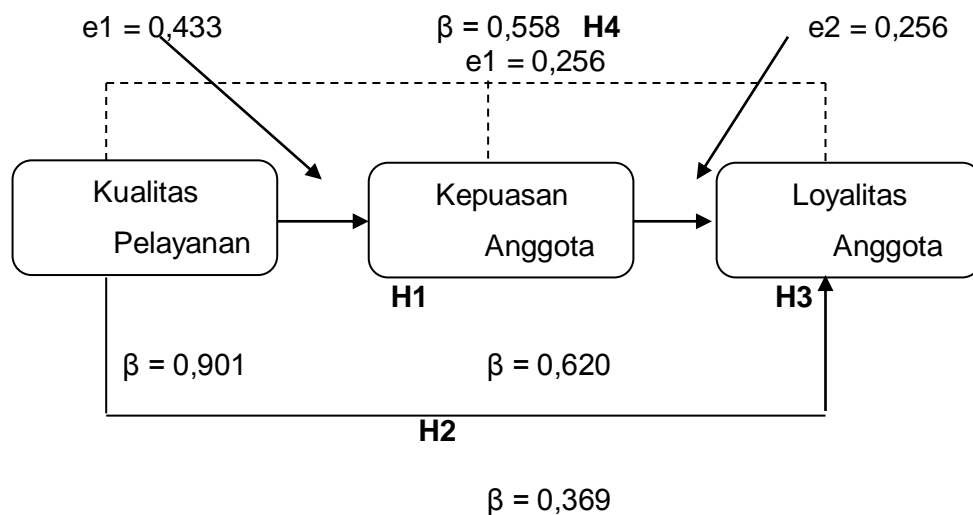 e1 = 0,433
β = 0,558 H4
e2 = 0,256
e1 = 0,256
Kualitas
Pelayanan
Kepuasan
Anggota
Loyalitas
Anggota
H1
H3
β = 0,901
β = 0,620
H2
β = 0,369